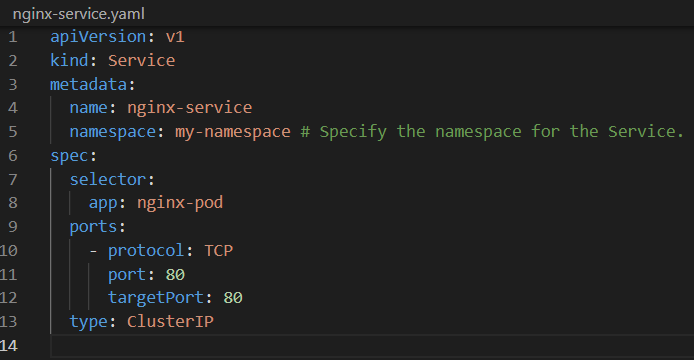 nginx-service.yaml
1 apiVersion: v1
2 kind: Service
3 metadata:
4   name: nginx-service
5   namespace: my-namespace # Specify the namespace for the Service.
6 spec:
7   selector:
8     app: nginx-pod
9   ports:
10     - protocol: TCP
11       port: 80
12       targetPort: 80
13   type: ClusterIP
14